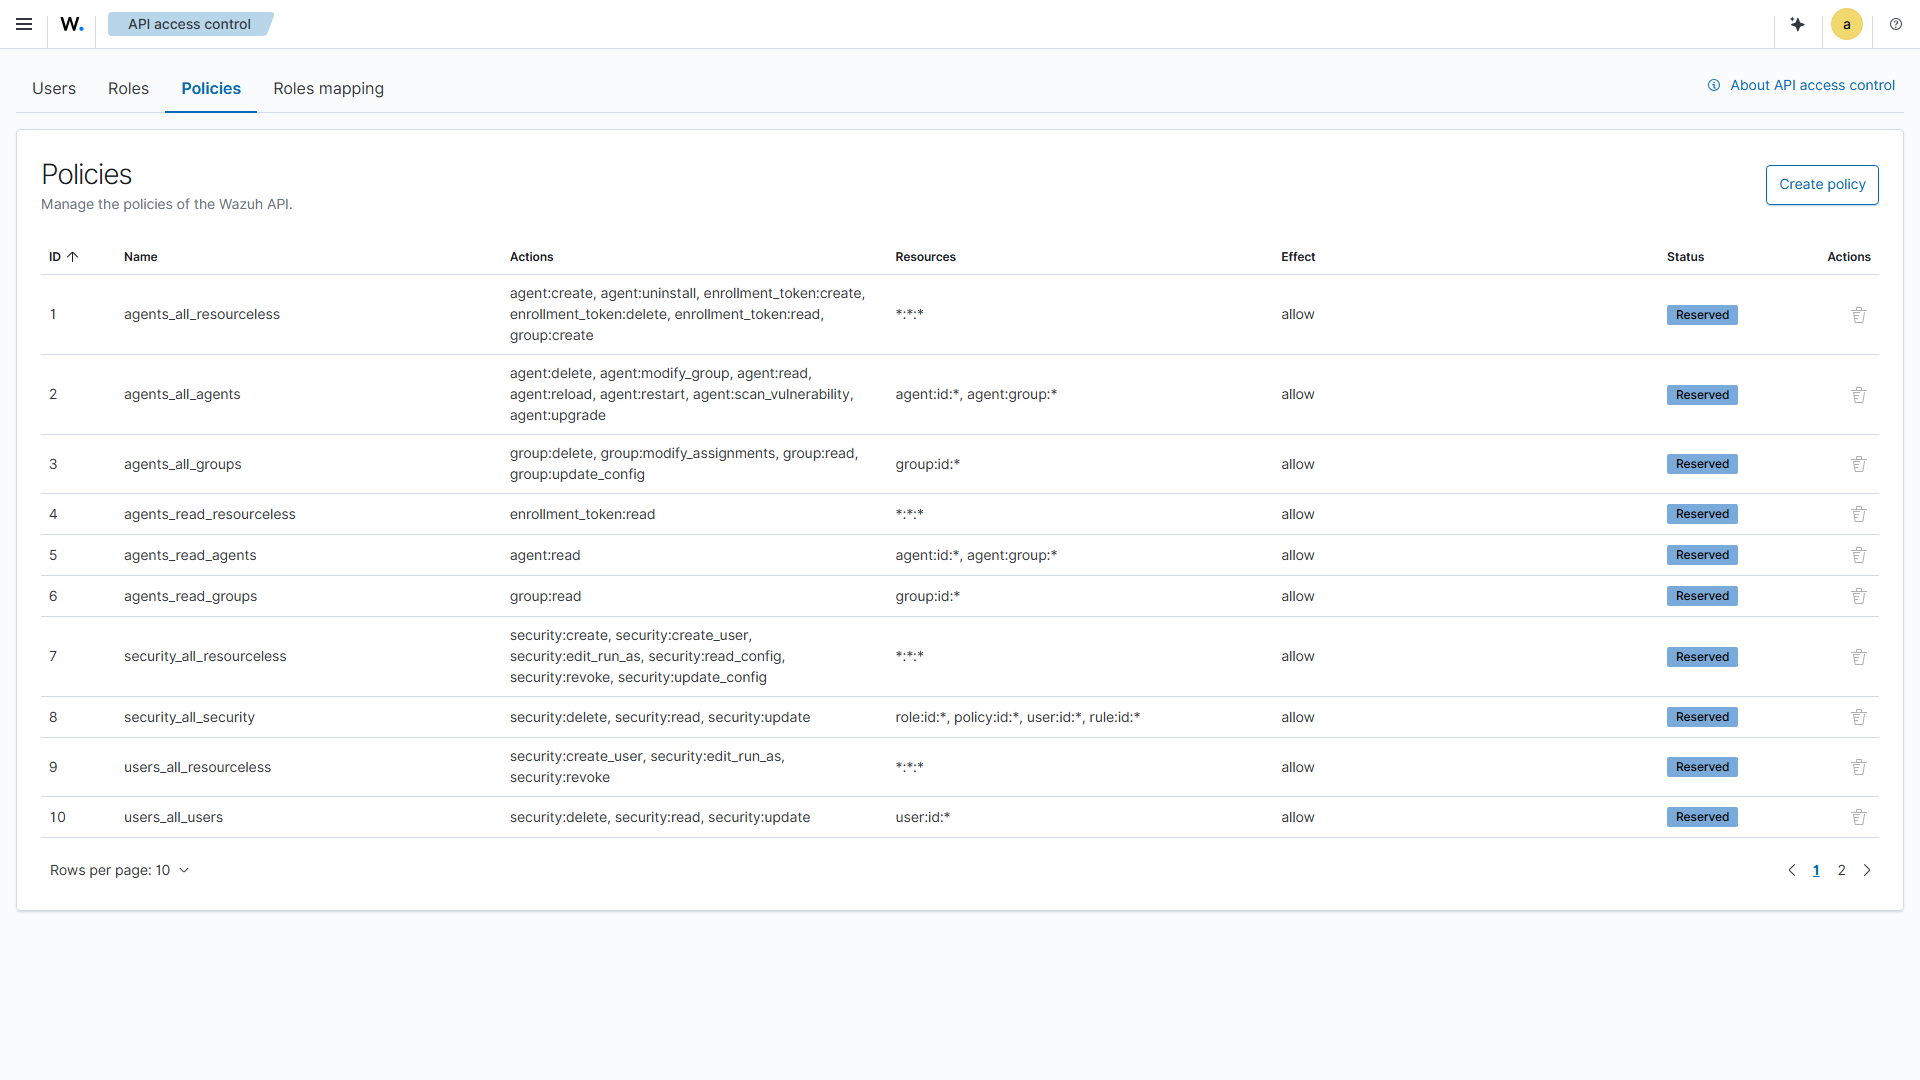 W.
API access control
a
Users
Roles
Policies
Roles mapping
About API access control
Policies
Manage the policies of the Wazuh API.
Create policy
ID Name Actions Resources Effect Status Actions
1 agents_all_resourceless agent:create, agent:uninstall, enrollment_token:create,
enrollment_token:delete, enrollment_token:read,
group:create *:*:* allow Reserved
2 agents_all_agents agent:delete, agent:modify_group, agent:read,
agent:reload, agent:restart, agent:scan_vulnerability,
agent:upgrade agent:id:*, agent:group:* allow Reserved
3 agents_all_groups group:delete, group:modify_assignments, group:read,
group:update_config group:id:* allow Reserved
4 agents_read_resourceless enrollment_token:read *:*:* allow Reserved
5 agents_read_agents agent:read agent:id:*, agent:group:* allow Reserved
6 agents_read_groups group:read group:id:* allow Reserved
7 security_all_resourceless security:create, security:create_user,
security:edit_run_as, security:read_config,
security:revoke, security:update_config *:*:* allow Reserved
8 security_all_security security:delete, security:read, security:update role:id:*, policy:id:*, user:id:*, rule:id:* allow Reserved
9 users_all_resourceless security:create_user, security:edit_run_as,
security:revoke *:*:* allow Reserved
10 users_all_users security:delete, security:read, security:update user:id:* allow Reserved
Rows per page: 10
1 2